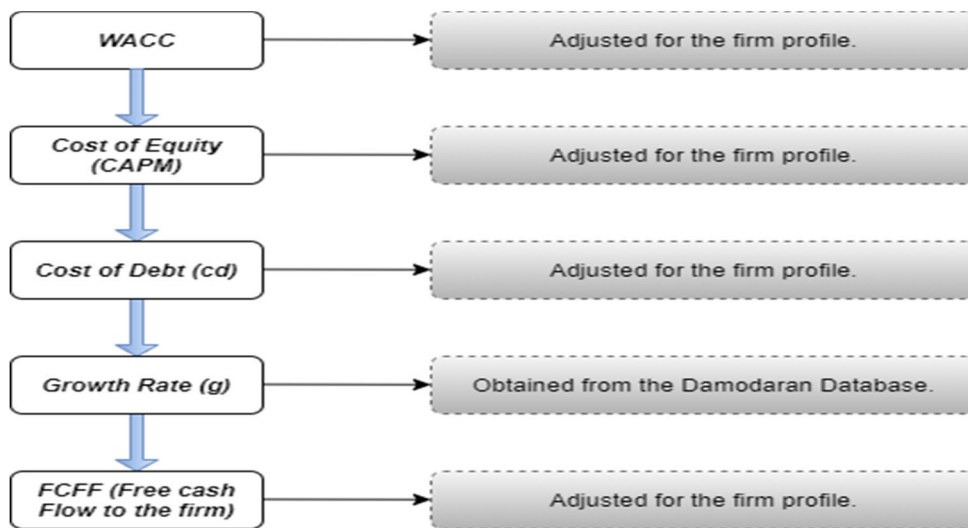 WACC
Adjusted for the firm profile.
Cost of Equity
(CAPM)
Adjusted for the firm profile.
Cost of Debt (cd)
Adjusted for the firm profile.
Growth Rate (g)
Obtained from the Damodaran Database.
FCFF (Free cash
Flow to the firm)
Adjusted for the firm profile.